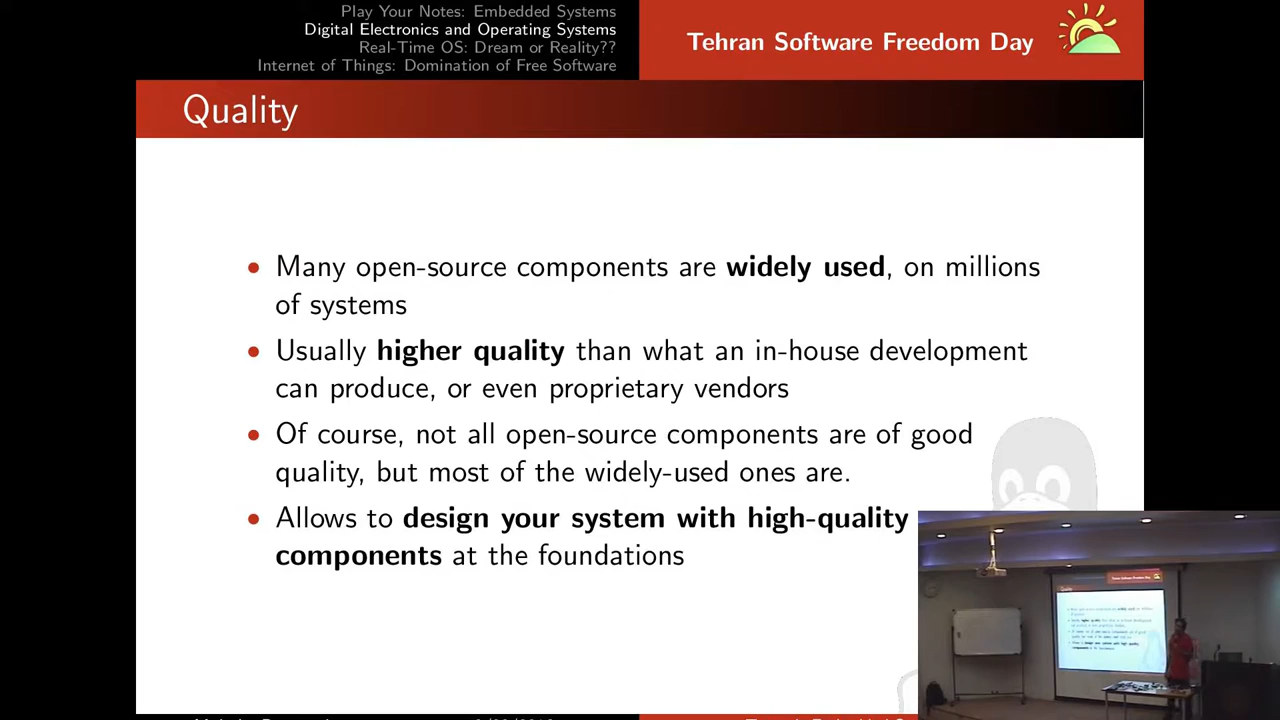 Play Your Notes: Embedded Systems
Digital Electronics and Operating Systems
Real-Time OS: Dream or Reality??
Internet of Things: Domination of Free Software
Tehran Software Freedom Day
Quality
• Many open-source components are widely used, on millions
of systems
• Usually higher quality than what an in-house development
can produce, or even proprietary vendors
• Of course, not all open-source components are of good
quality, but most of the widely-used ones are.
• Allows to design your system with high-quality
components at the foundations